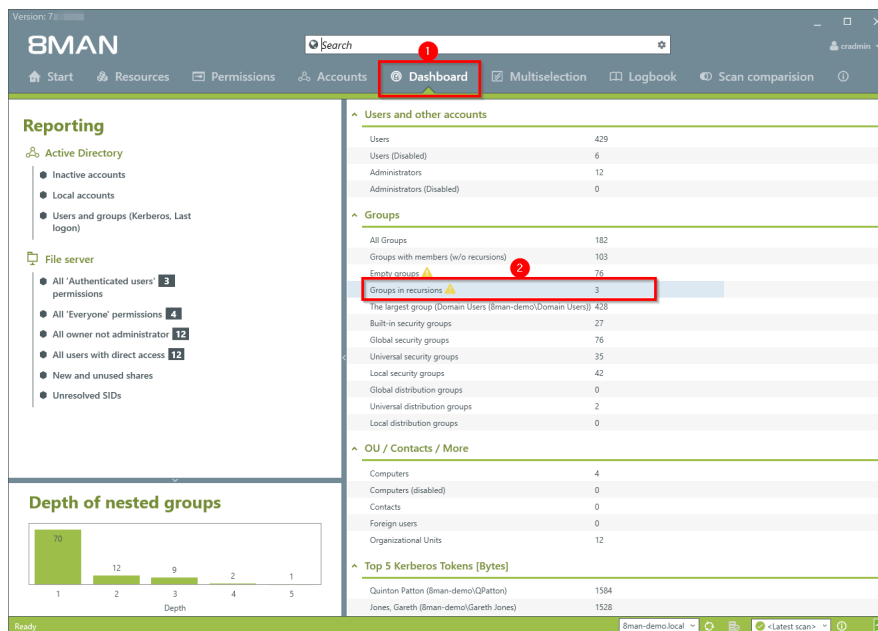 Version: 7
8MAN
Search
1
cradmin
Start
Resources
Permissions
Accounts
Dashboard
Multiselection
Logbook
Scan comparision
Reporting
Active Directory
Inactive accounts
Local accounts
Users and groups (Kerberos, Last
logon)
File server
All 'Authenticated users' 3
permissions
All 'Everyone' permissions 4
All owner not administrator 12
All users with direct access 12
New and unused shares
Unresolved SIDs
Depth of nested groups
70
12
9
2
1
1 2 3 4 5
Depth
Users and other accounts
Users 429
Users (Disabled) 6
Administrators 12
Administrators (Disabled) 0
Groups
All Groups 182
Groups with members (w/o recursions) 103
2
Empty groups 76
Groups in recursions 3
The largest group (Domain Users (8man-demo\Domain Users)) 428
Built-in security groups 27
Global security groups 76
Universal security groups 35
Local security groups 42
Global distribution groups 0
Universal distribution groups 2
Local distribution groups 0
OU / Contacts / More
Computers 4
Computers (disabled) 0
Contacts 0
Foreign users 0
Organizational Units 12
Top 5 Kerberos Tokens [Bytes]
Quinton Patton (8man-demo\QPatton) 1584
Jones, Gareth (8man-demo\Gareth Jones) 1528
Ready
8man-demo.local
<Latest scan>